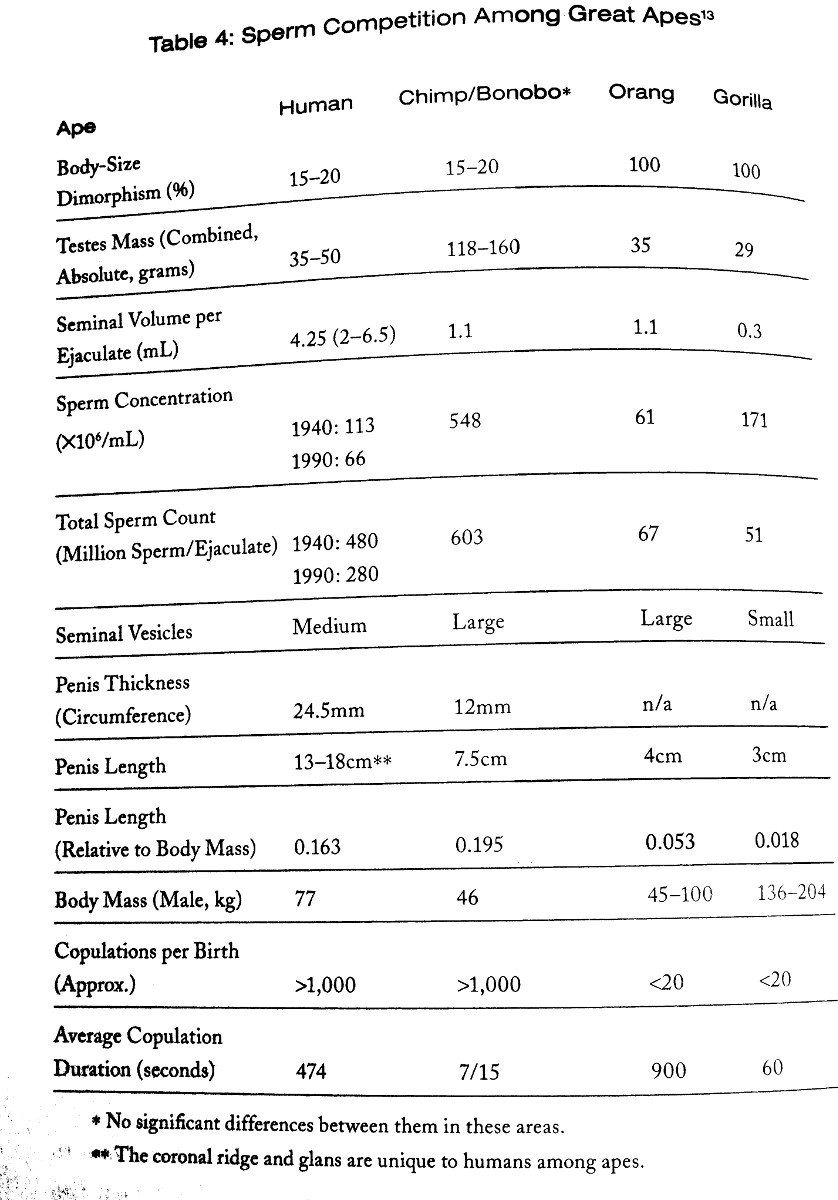 Table 4: Sperm Competition Among Great Apes¹³
Ape Human Chimp/Bonobo* Orang Gorilla
Body-Size
Dimorphism (%) 15–20 15–20 100 100
Testes Mass (Combined,
Absolute, grams) 35–50 118–160 35 29
Seminal Volume per
Ejaculate (mL) 4.25 (2–6.5) 1.1 1.1 0.3
Sperm Concentration
(X10⁶/mL) 1940: 113 548 61 171
1990: 66
Total Sperm Count
(Million Sperm/Ejaculate) 1940: 480 603 67 51
1990: 280
Seminal Vesicles Medium Large Large Small
Penis Thickness
(Circumference) 24.5mm 12mm n/a n/a
Penis Length 13–18cm** 7.5cm 4cm 3cm
Penis Length
(Relative to Body Mass) 0.163 0.195 0.053 0.018
Body Mass (Male, kg) 77 46 45–100 136–204
Copulations per Birth
(Approx.) >1,000 >1,000 <20 <20
Average Copulation
Duration (seconds) 474 7/15 900 60
* No significant differences between them in these areas.
** The coronal ridge and glans are unique to humans among apes.